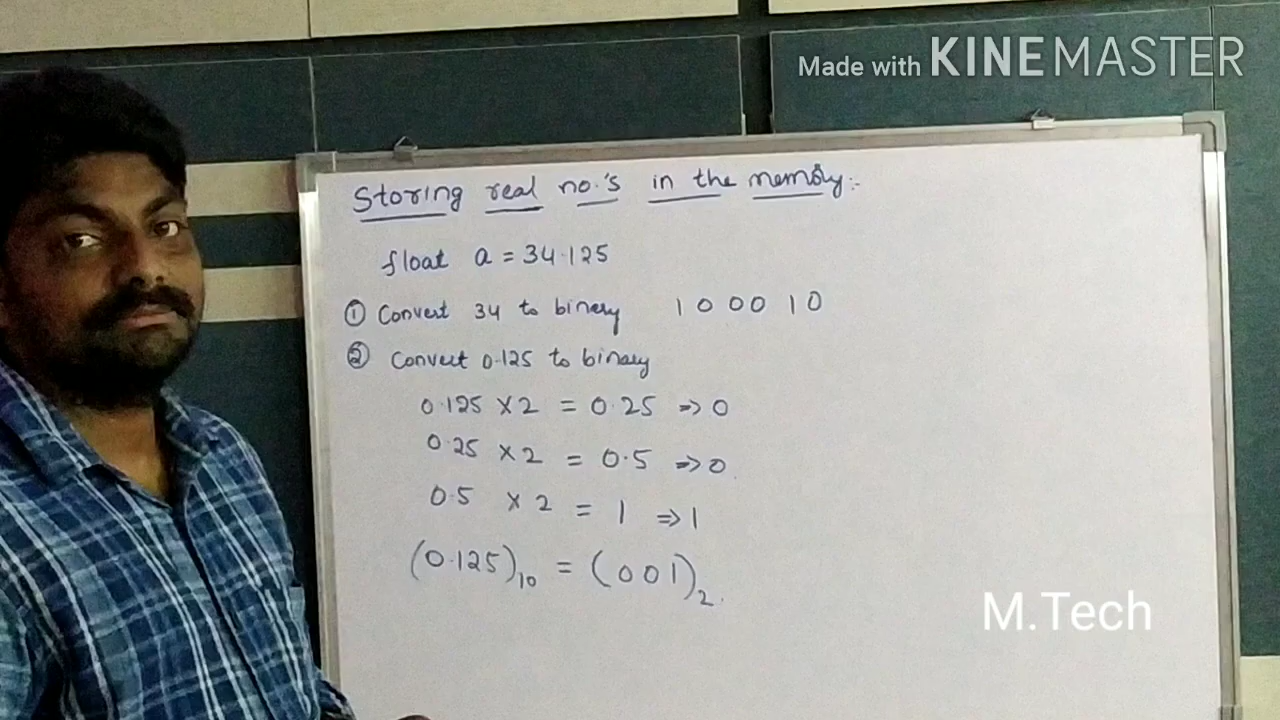 Made with KINEMASTER
Storing real no.'s in the memory:-
float a = 34.125
① Convert 34 to binary 1 0 0 0 1 0
② Convert 0.125 to binary
0.125 × 2 = 0.25 => 0
0.25 × 2 = 0.5 => 0
0.5 × 2 = 1 => 1
(0.125)₁₀ = (001)₂.
M.Tech